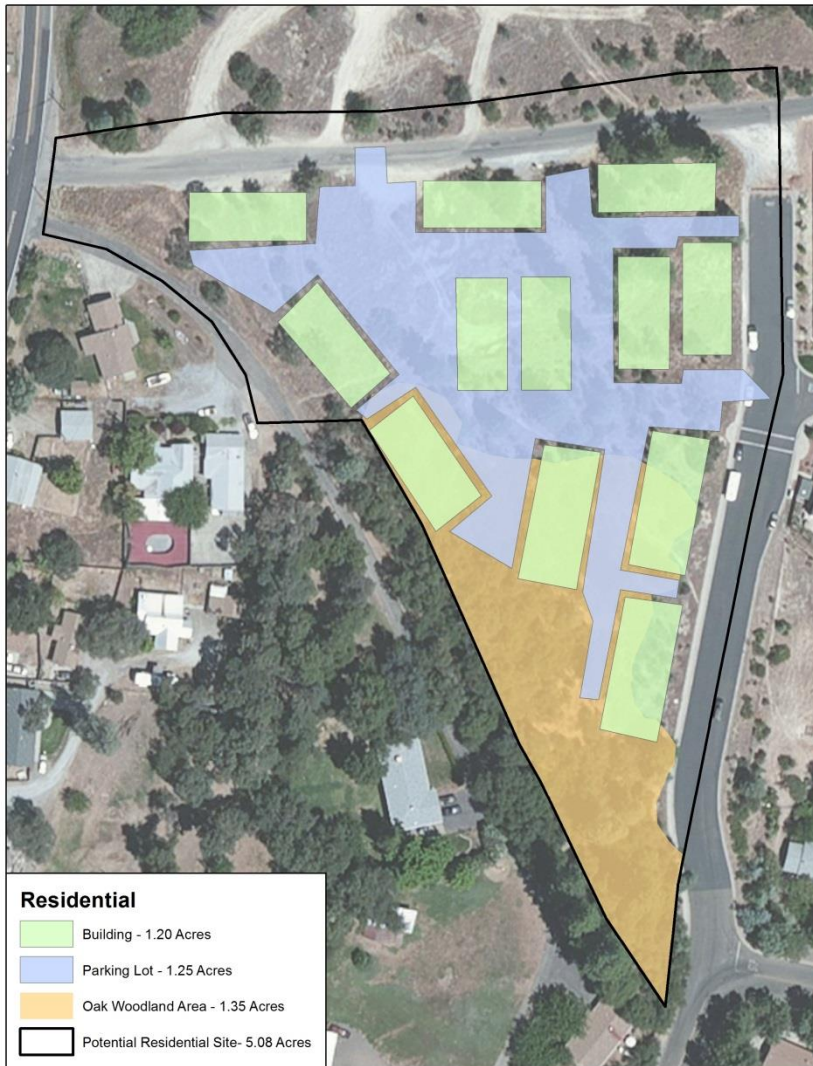 Residential
Building - 1.20 Acres
Parking Lot - 1.25 Acres
Oak Woodland Area - 1.35 Acres
Potential Residential Site- 5.08 Acres